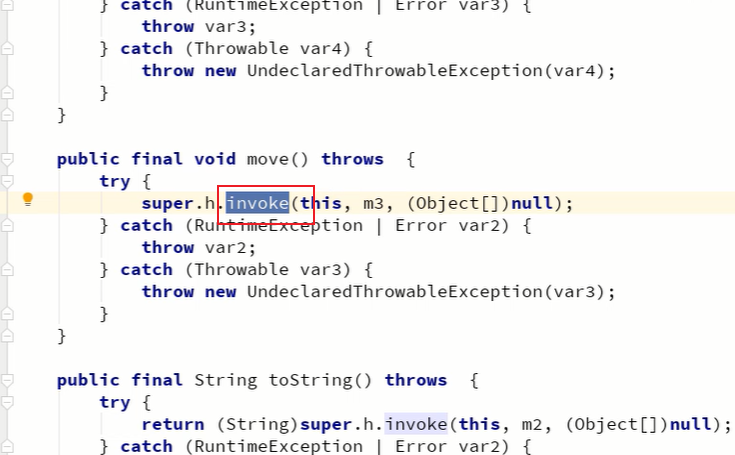 } catch (RuntimeException | Error var3) {
throw var3;
} catch (Throwable var4) {
throw new UndeclaredThrowableException(var4);
}
}
public final void move() throws  {
try {
super.h.invoke(this, m3, (Object[])null);
} catch (RuntimeException | Error var2) {
throw var2;
} catch (Throwable var3) {
throw new UndeclaredThrowableException(var3);
}
}
public final String toString() throws  {
try {
return (String)super.h.invoke(this, m2, (Object[])null);
} catch (RuntimeException | Error var2) {